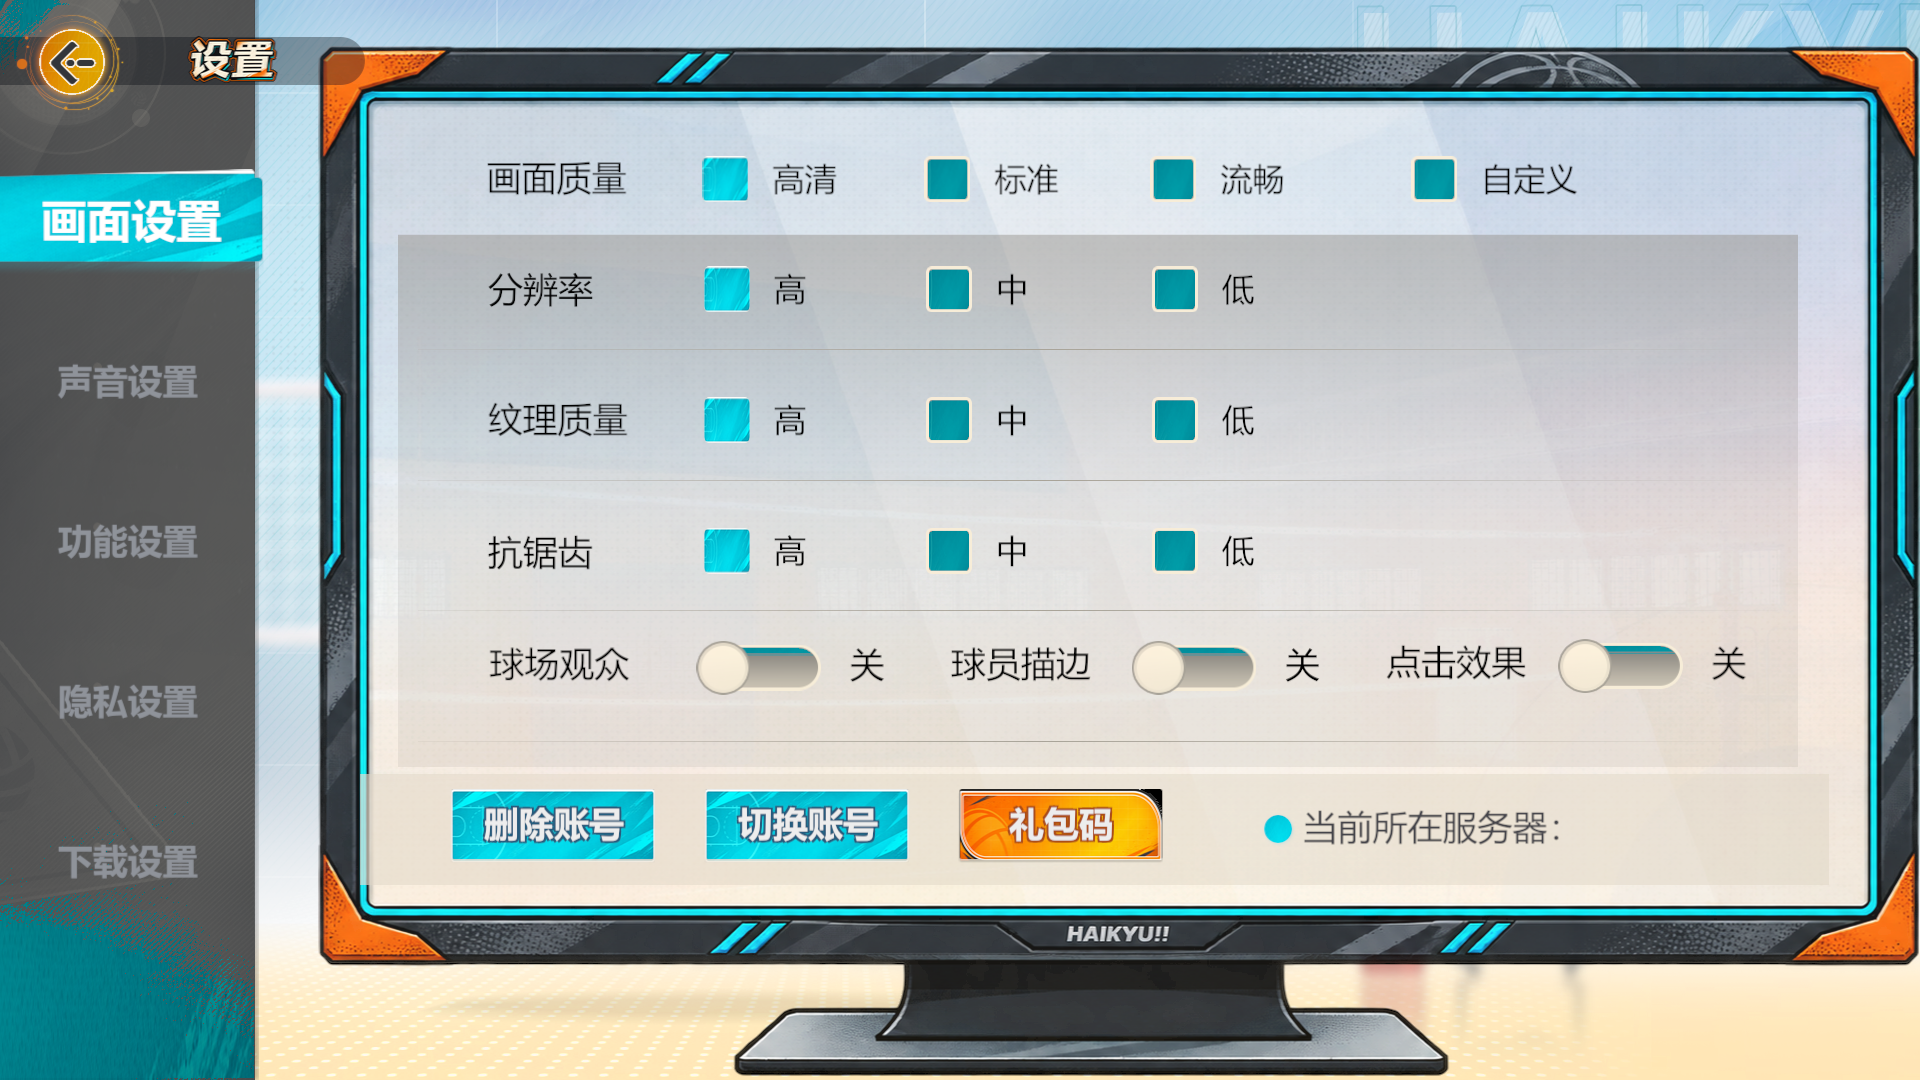 HAIKYU
设置
画面设置
声音设置
功能设置
隐私设置
下载设置
画面质量 高清 标准 流畅 自定义
分辨率 高 中 低
纹理质量 高 中 低
抗锯齿 高 中 低
球场观众 关 球员描边 关 点击效果 关
删除账号 切换账号 礼包码 当前所在服务器：
HAIKYU!!